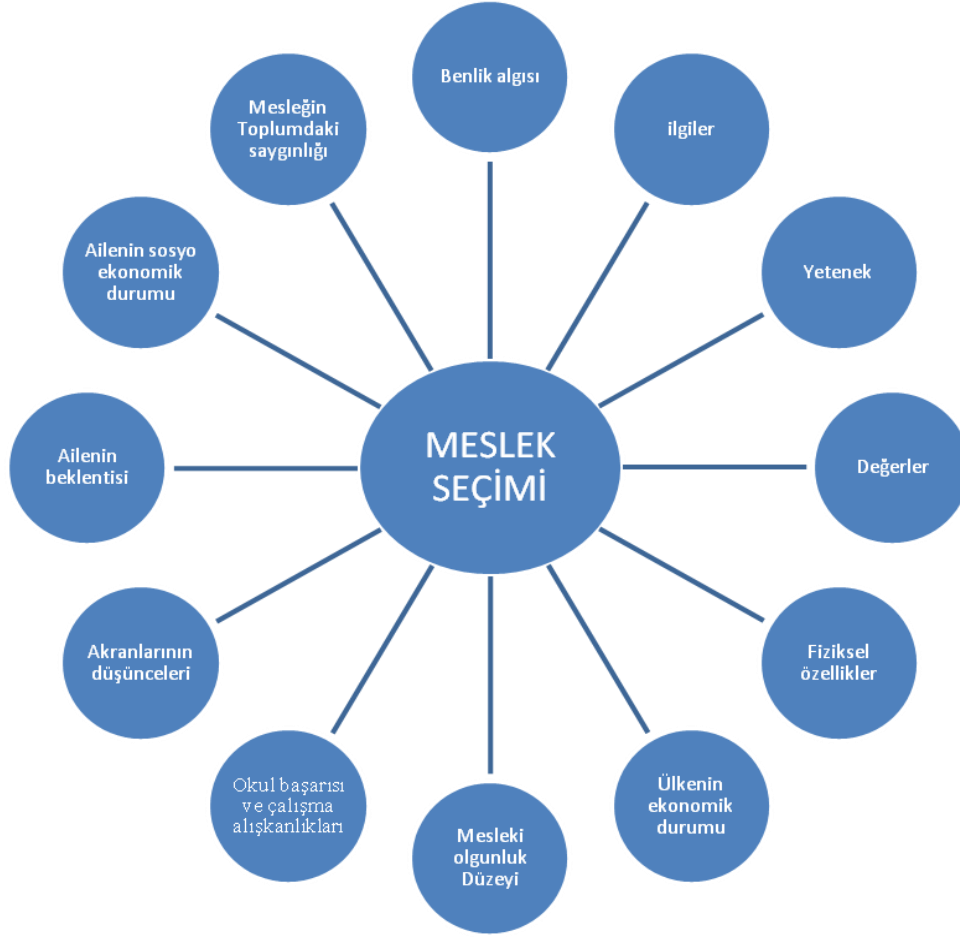 Benlik algısı
ilgiler
Yetenek
Değerler
Fiziksel
özellikler
Ülkenin
ekonomik
durumu
Mesleki
olgunluk
Düzeyi
Okul başarısı
ve çalışma
alışkanlıkları
Akranlarının
düşünceleri
Ailenin
beklentisi
Ailenin sosyo
ekonomik
durumu
Mesleğin
Toplumdaki
saygınlığı
MESLEK
SEÇİMİ